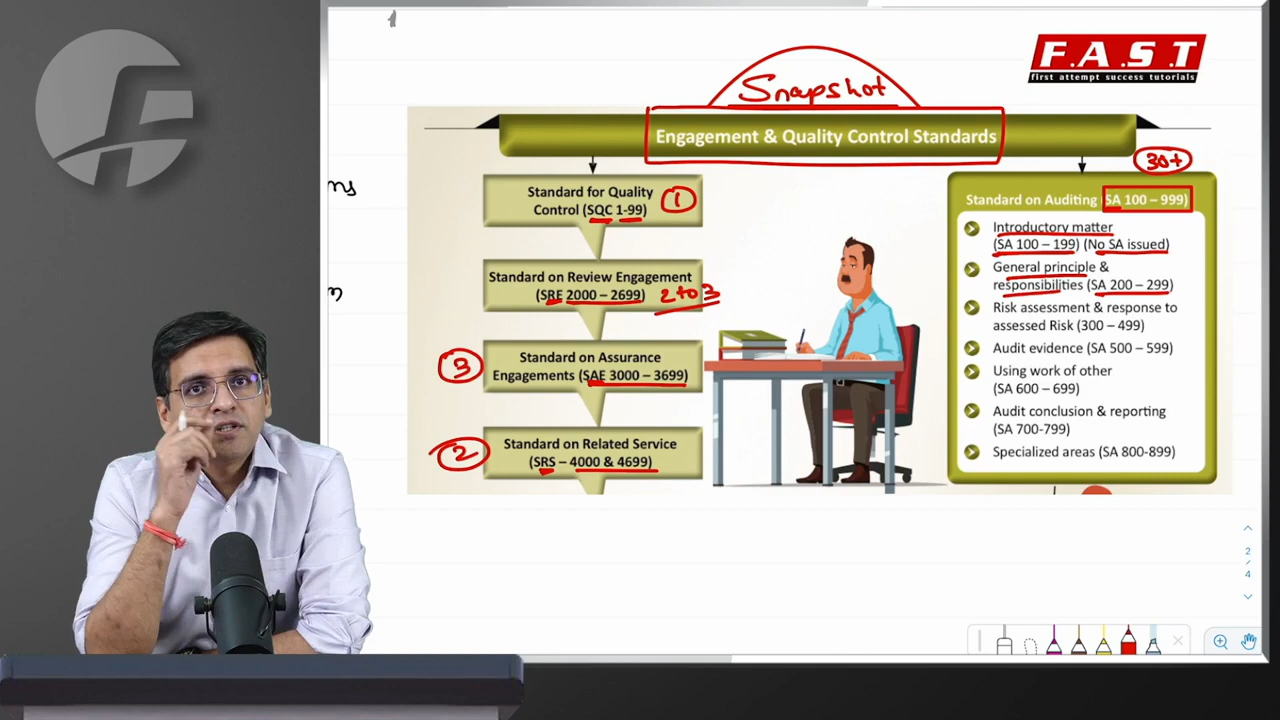 F.A.S.T
first attempt success tutorials
Snapshot
Engagement & Quality Control Standards
30+
Standard for Quality
Control (SQC 1-99)
1
Standard on Review Engagement
(SRE 2000 – 2699)
2 to 3
3
Standard on Assurance
Engagements (SAE 3000 – 3699)
2
Standard on Related Service
(SRS – 4000 & 4699)
Standard on Auditing (SA 100 – 999)
Introductory matter
(SA 100 – 199) (No SA issued)
General principle &
responsibilities (SA 200 – 299)
Risk assessment & response to
assessed Risk (300 – 499)
Audit evidence (SA 500 – 599)
Using work of other
(SA 600 – 699)
Audit conclusion & reporting
(SA 700-799)
Specialized areas (SA 800-899)
2
/
4